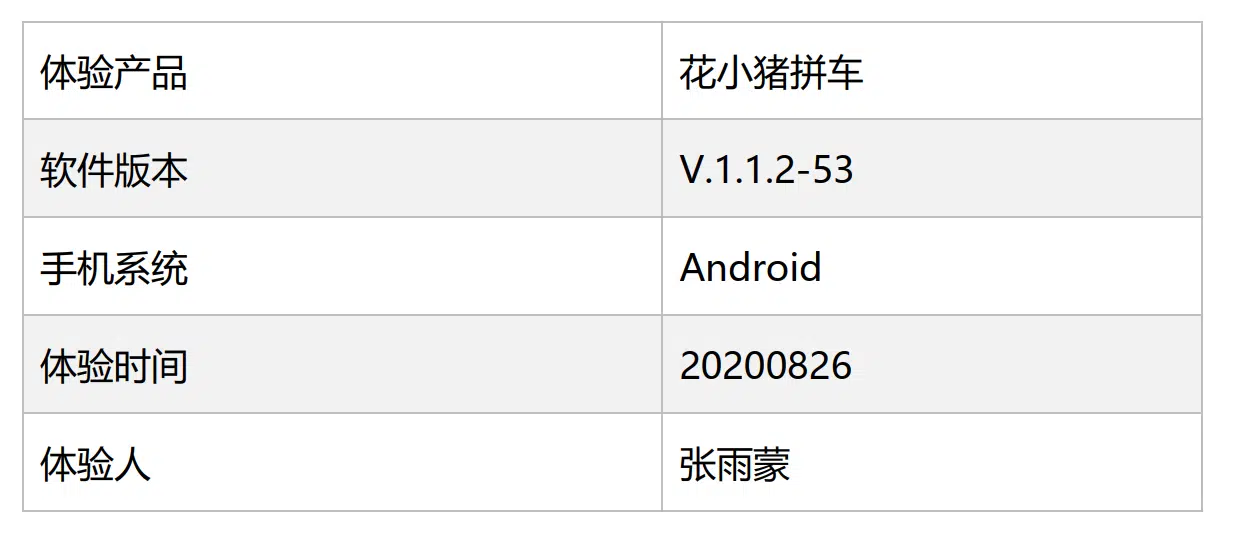 体验产品 花小猪拼车
软件版本 V.1.1.2-53
手机系统 Android
体验时间 20200826
体验人 张雨蒙